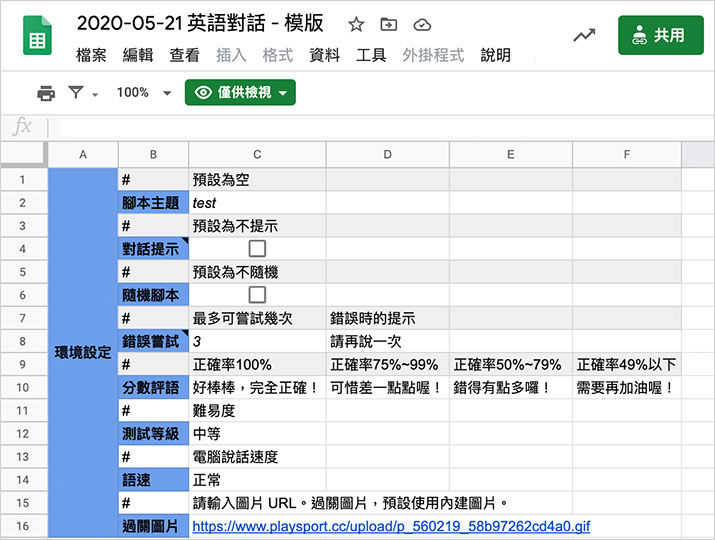 2020-05-21 英語對話 - 模版
共用
檔案 編輯 查看 插入 格式 資料 工具 外掛程式 說明
100% 僅供檢視
fx
A B C D E F
1 # 預設為空
2 腳本主題 test
3 # 預設為不提示
4 對話提示
5 # 預設為不隨機
6 隨機腳本
7 # 最多可嘗試幾次 錯誤時的提示
8 錯誤嘗試 3 請再說一次
環境設定
9 # 正確率100% 正確率75%~99% 正確率50%~79% 正確率49%以下
10 分數評語 好棒棒，完全正確！ 可惜差一點點喔！ 錯得有點多囉！ 需要再加油喔！
11 # 難易度
12 測試等級 中等
13 # 電腦說話速度
14 語速 正常
15 # 請輸入圖片 URL。過關圖片，預設使用內建圖片。
16 過關圖片 https://www.playsport.cc/upload/p_560219_58b97262cd4a0.gif